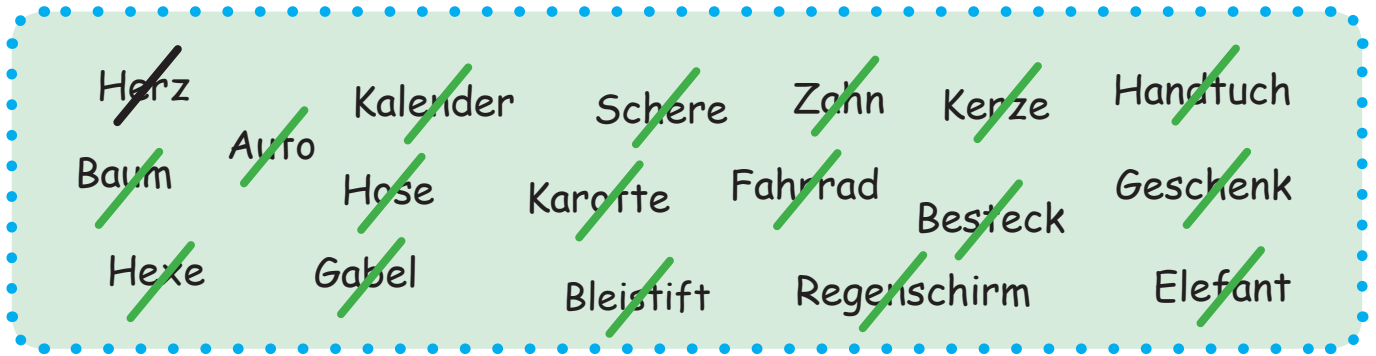 Herz
Kalender
Schere
Zahn
Kerze
Handtuch
Auto
Baum
Hose
Karotte
Fahrrad
Besteck
Geschenk
Hexe
Gabel
Bleistift
Regenschirm
Elefant